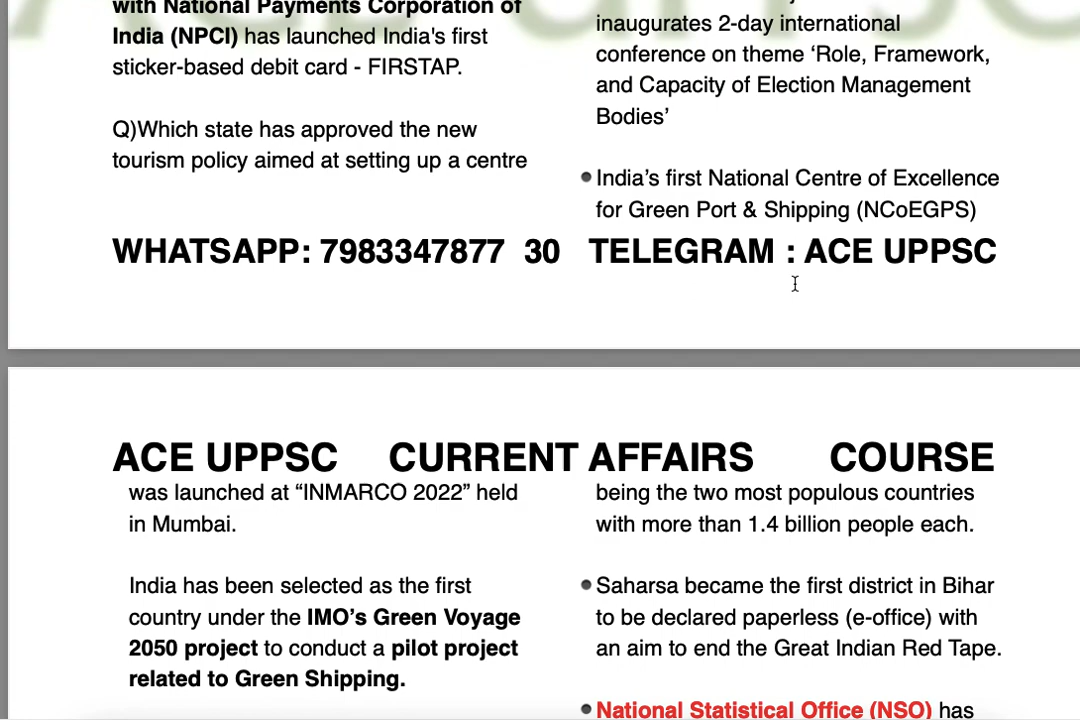 with National Payments Corporation of
India (NPCI) has launched India's first
sticker-based debit card - FIRSTAP.
Q)Which state has approved the new
tourism policy aimed at setting up a centre
inaugurates 2-day international
conference on theme ‘Role, Framework,
and Capacity of Election Management
Bodies’
India’s first National Centre of Excellence
for Green Port & Shipping (NCoEGPS)
WHATSAPP: 7983347877 30 TELEGRAM : ACE UPPSC
ACE UPPSC CURRENT AFFAIRS COURSE
was launched at “INMARCO 2022” held
in Mumbai.
India has been selected as the first
country under the IMO’s Green Voyage
2050 project to conduct a pilot project
related to Green Shipping.
being the two most populous countries
with more than 1.4 billion people each.
Saharsa became the first district in Bihar
to be declared paperless (e-office) with
an aim to end the Great Indian Red Tape.
National Statistical Office (NSO) has